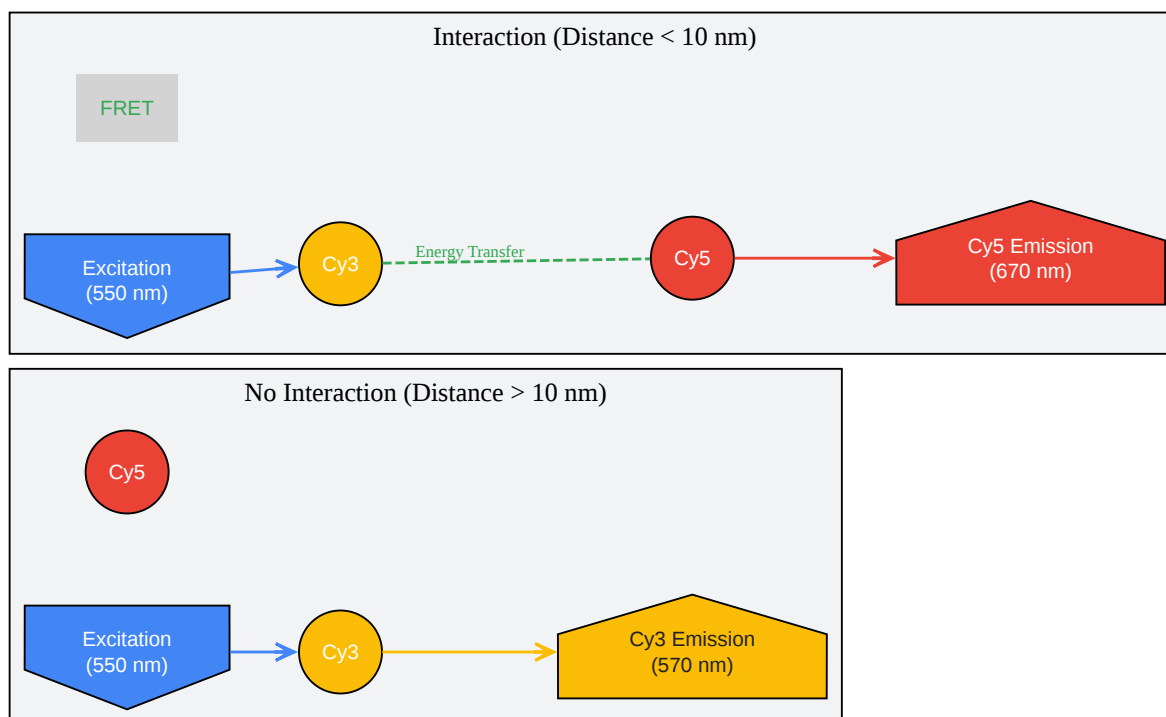 Interaction (Distance < 10 nm)
FRET
Excitation
(550 nm)
Cy3
Energy Transfer
Cy5
Cy5 Emission
(670 nm)
No Interaction (Distance > 10 nm)
Cy5
Excitation
(550 nm)
Cy3
Cy3 Emission
(570 nm)